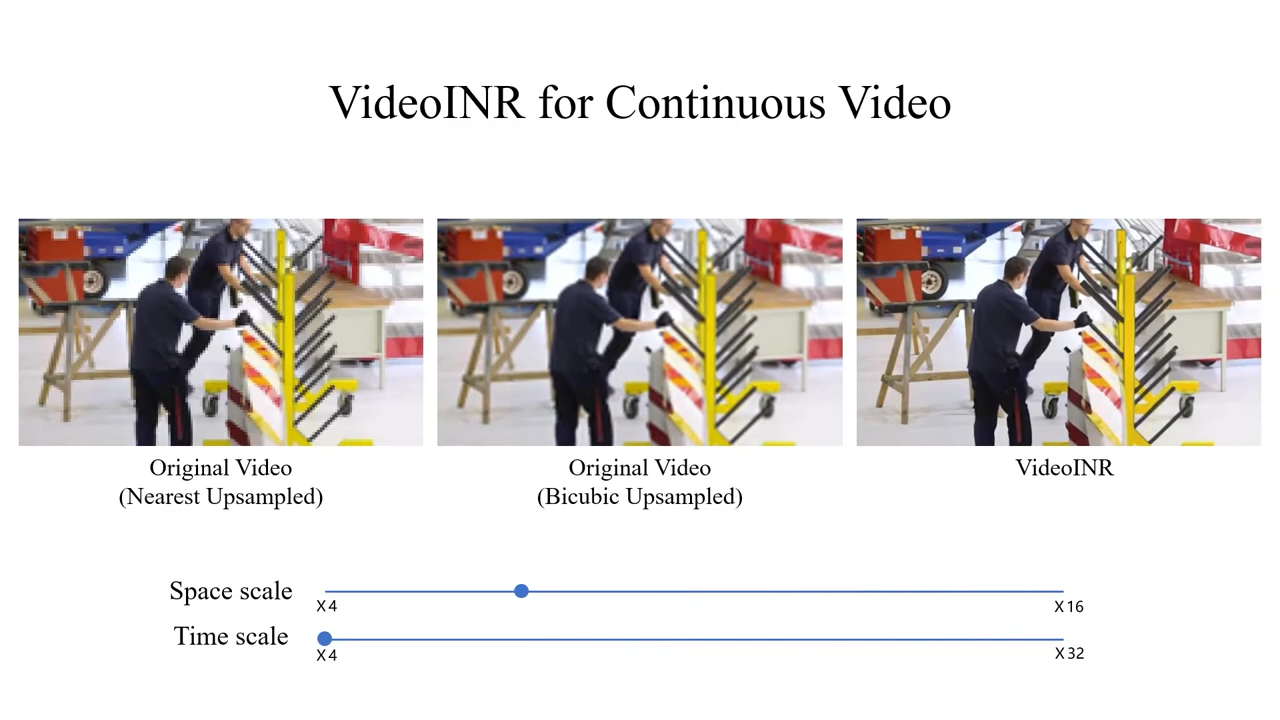 VideoINR for Continuous Video
Original Video
(Nearest Upsampled)
Original Video
(Bicubic Upsampled)
VideoINR
Space scale
X4
X16
Time scale
X4
X32